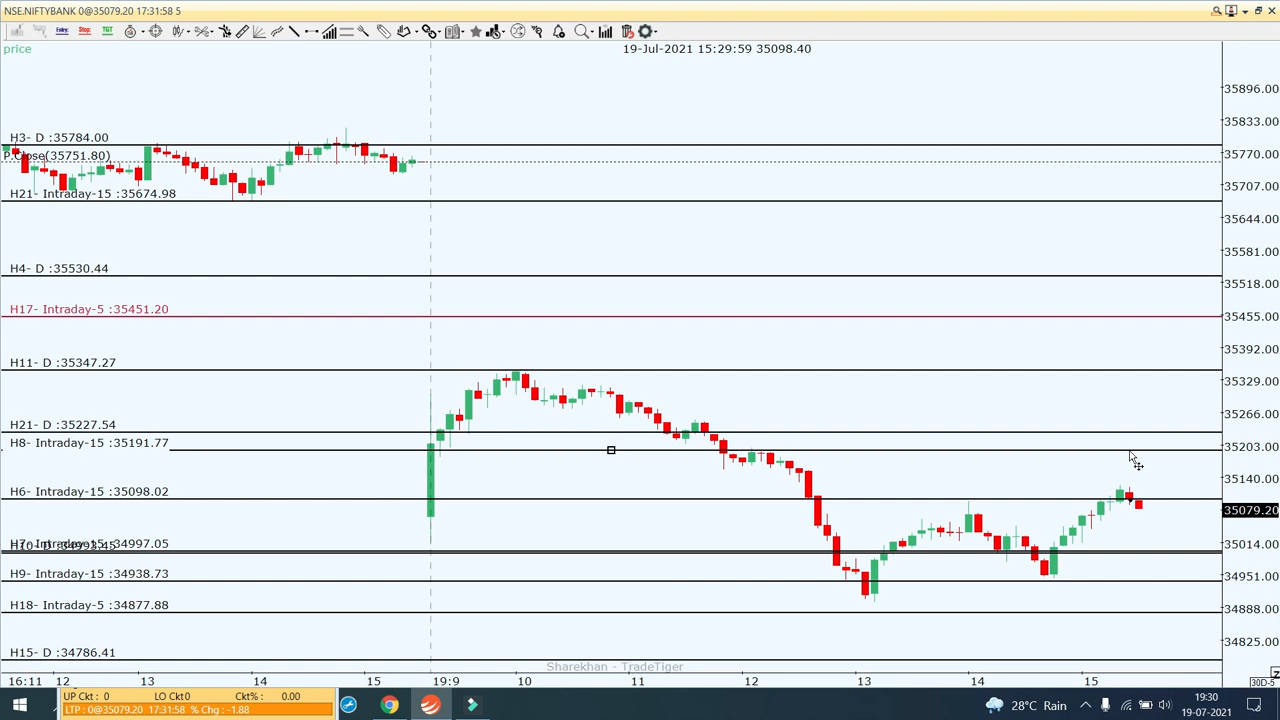 NSE.NIFTYBANK 0@35079.20 17:31:58 5
Entry: Stop: TGT
price
19-Jul-2021 15:29:59 35098.40
35896.00
35833.00
H3- D :35784.00
P.Close(35751.80)
35770.00
H21- Intraday-15 :35674.98
35707.00
35644.00
H4- D :35530.44
35581.00
35518.00
H17- Intraday-5 :35451.20
35455.00
H11- D :35347.27
35392.00
35329.00
H21- D :35227.54
35266.00
H8- Intraday-15 :35191.77
35203.00
H6- Intraday-15 :35098.02
35140.00
35079.20
H7- Intraday-15 :34997.05
35014.00
H9- Intraday-15 :34938.73
34951.00
H18- Intraday-5 :34877.88
34888.00
H15- D :34786.41
34825.00
Sharekhan - TradeTiger
16:11 12 13 14 15 19:9 10 11 12 13 14 15 30D-5
UP Ckt : 0 LO Ckt 0 Ckt% : 0.00
LTP : 0@35079.20 17:31:58 % Chg : -1.88
28°C Rain
19:30
19-07-2021